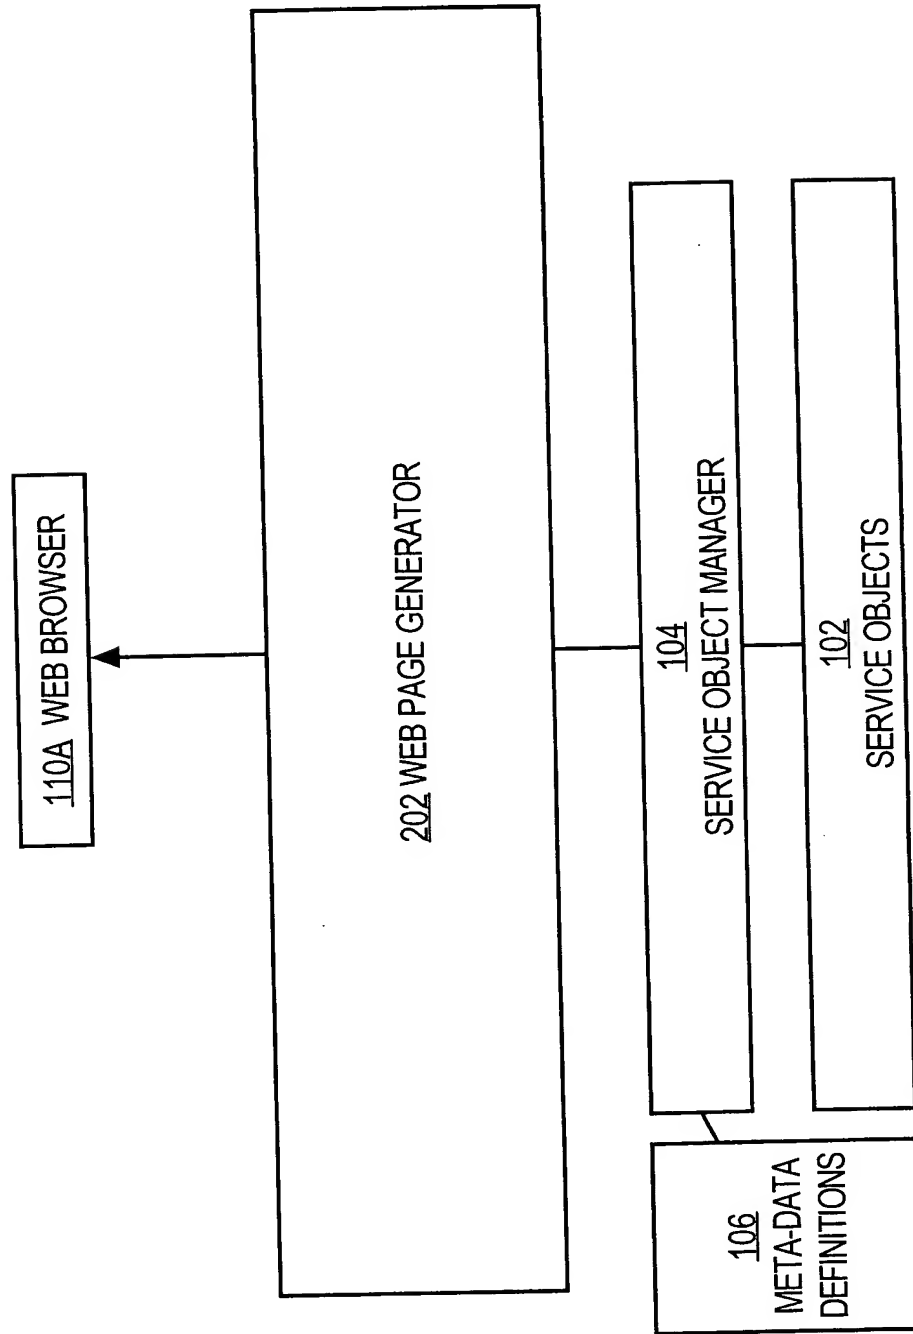 110A WEB BROWSER
202 WEB PAGE GENERATOR
104
SERVICE OBJECT MANAGER
102
SERVICE OBJECTS
106
META-DATA
DEFINITIONS